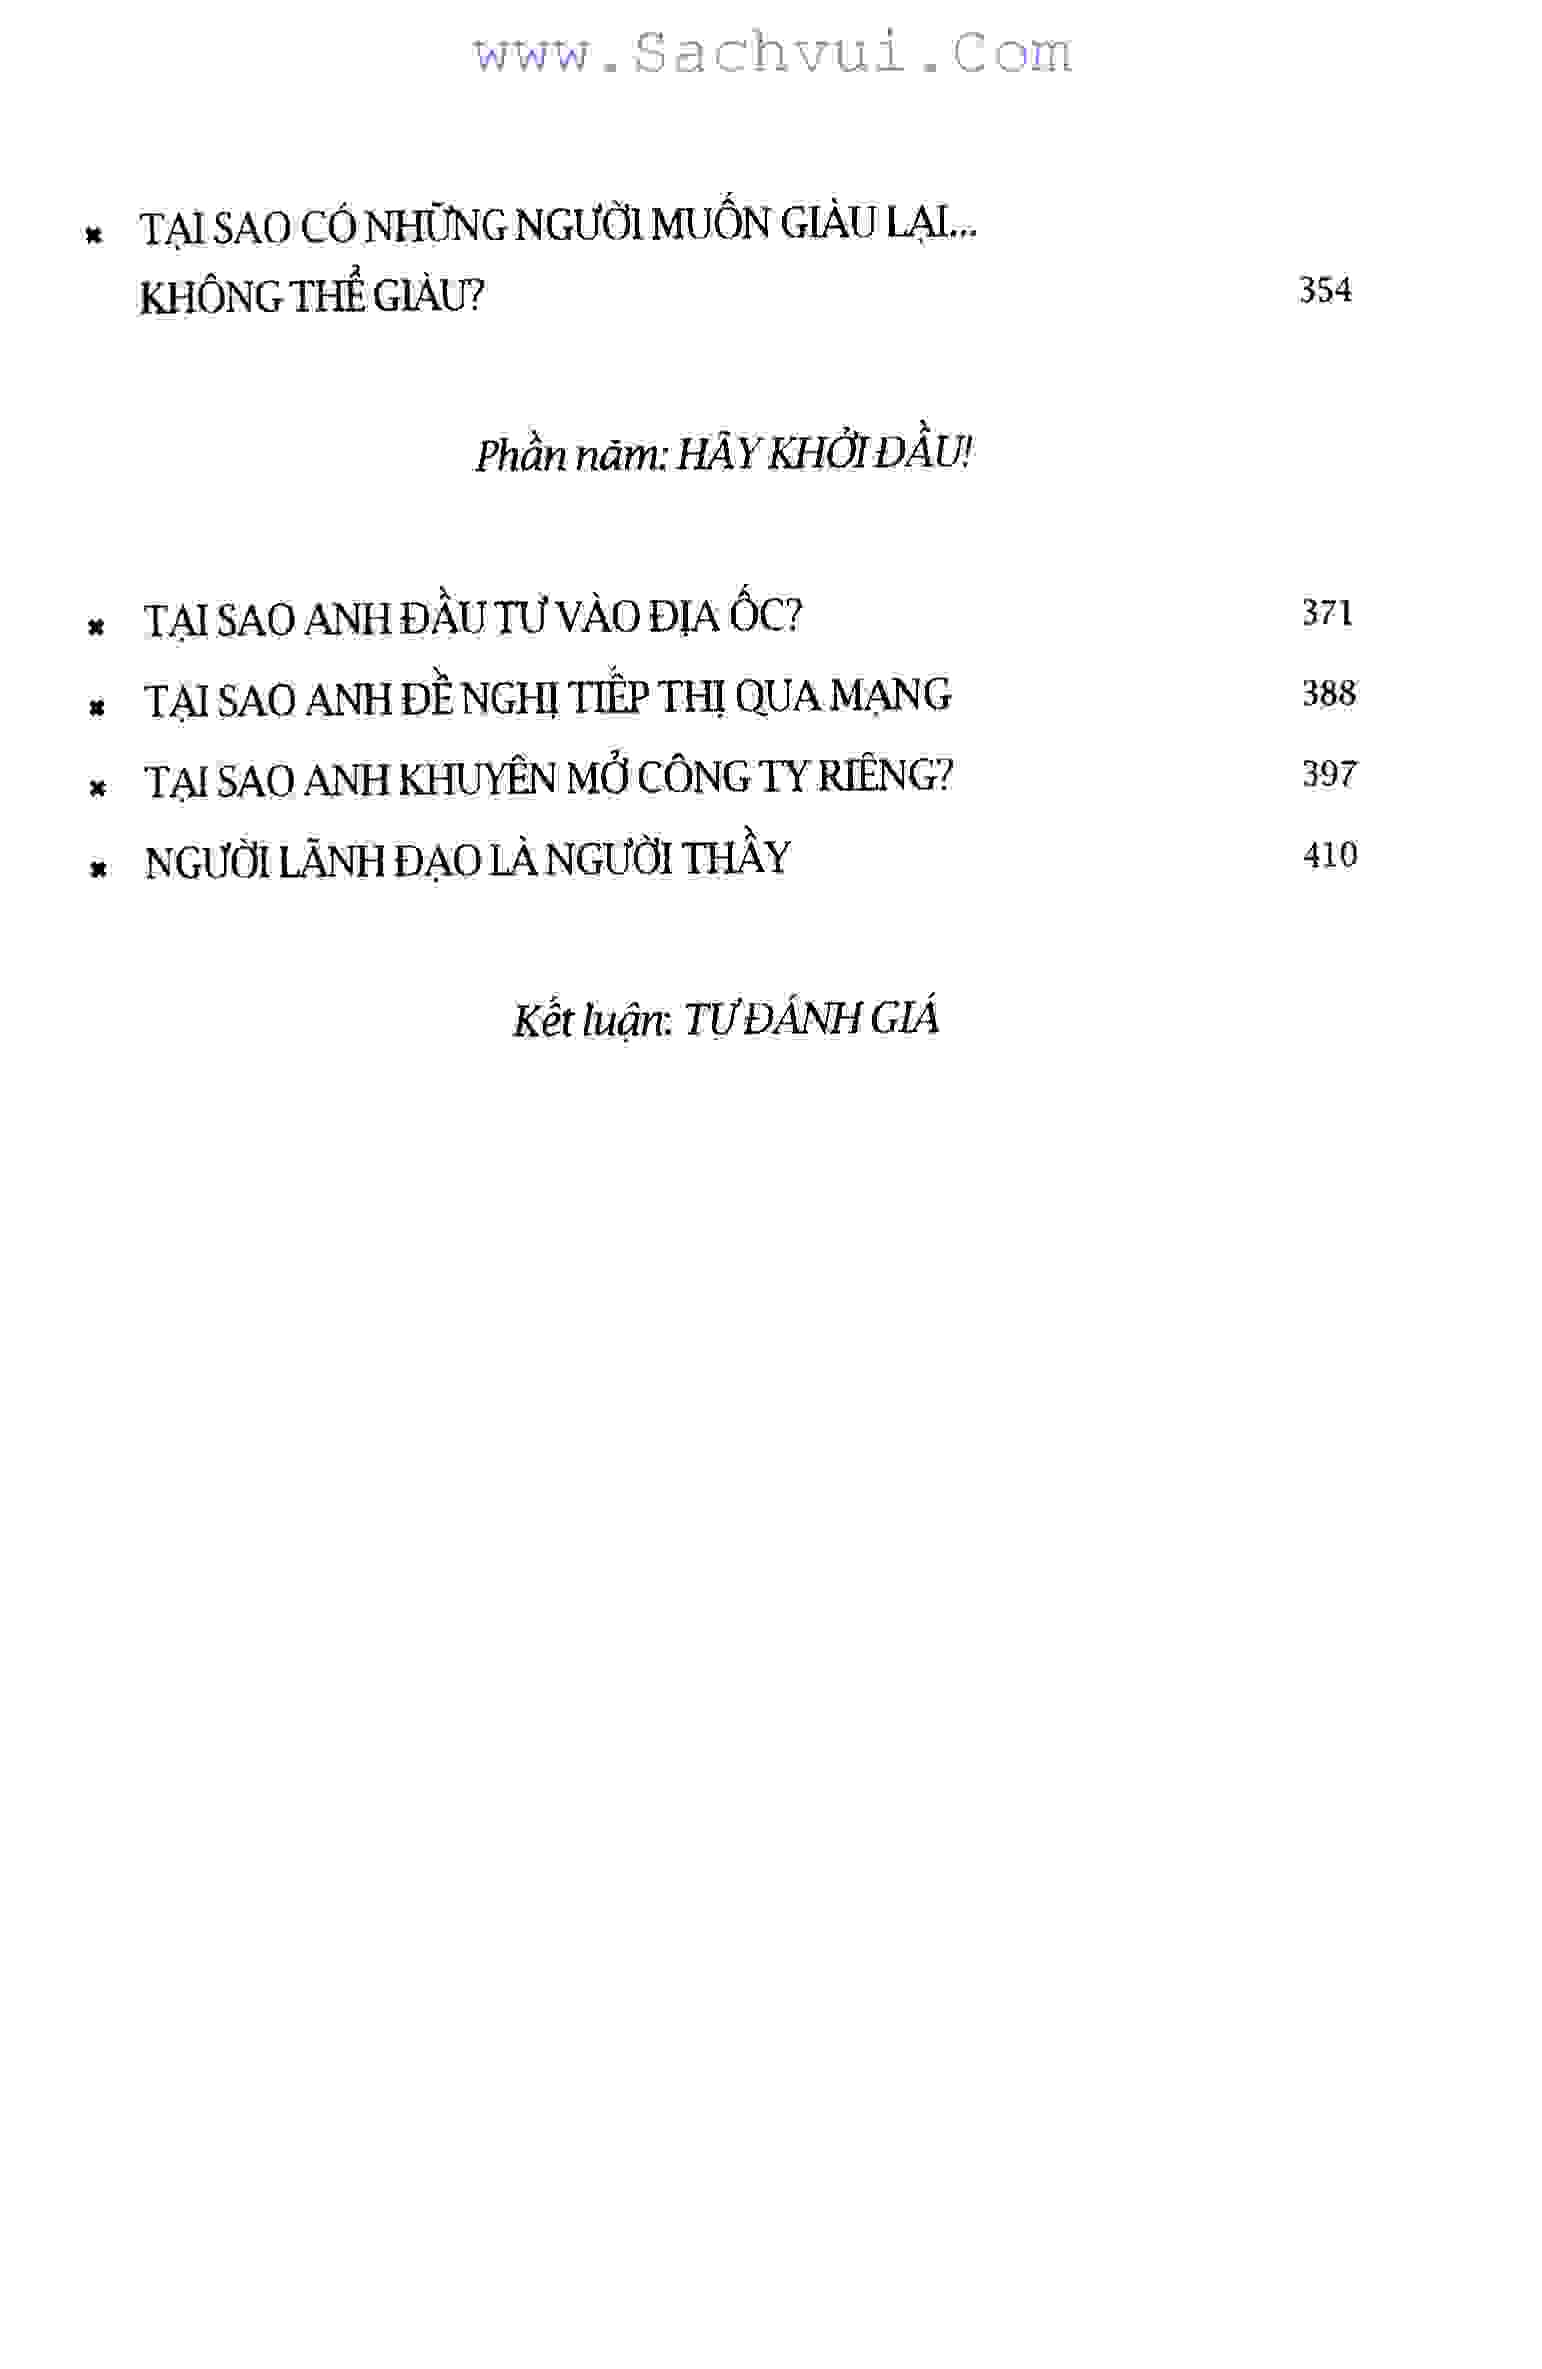 www.Sachvui.Com
✖ TẠI SAO CÓ NHỮNG NGƯỜI MUỐN GIÀU LẠI...
KHÔNG THỂ GIÀU? 354
Phần năm: HÃY KHỞI ĐẦU!
✖ TẠI SAO ANH ĐẦU TƯ VÀO ĐỊA ỐC? 371
✖ TẠI SAO ANH ĐỀ NGHỊ TIẾP THỊ QUA MẠNG 388
✖ TẠI SAO ANH KHUYÊN MỞ CÔNG TY RIÊNG? 397
✖ NGƯỜI LÃNH ĐẠO LÀ NGƯỜI THẦY 410
Kết luận: TỰ ĐÁNH GIÁ